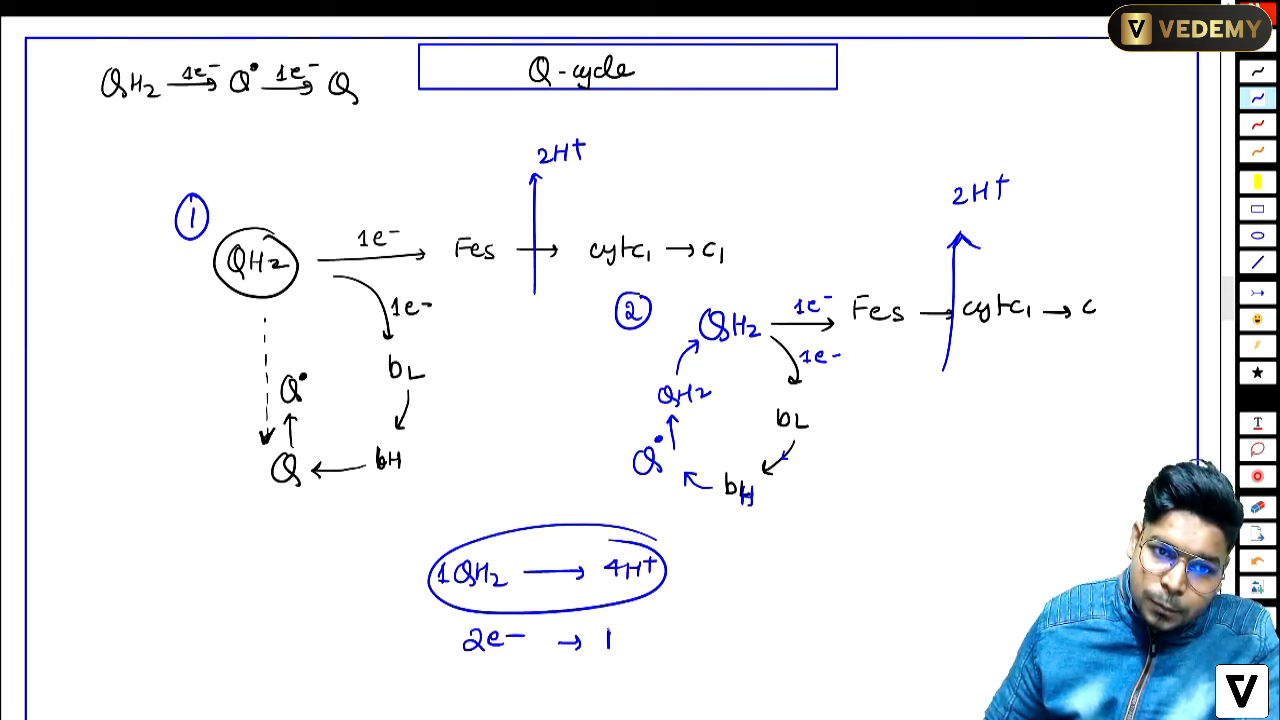 VEDEMY
Q-cycle
QH2 1e- → Q• 1e- → Q
2H+
2H+
1
QH2 1e- → Fes → cytc1 → c1
1e-
bL
bH
Q
Q•
2
QH2 1e- → Fes → cytc1 → c
1e-
bL
bH
Q•
QH2
1QH2 → 4H+
2e- → 1
T